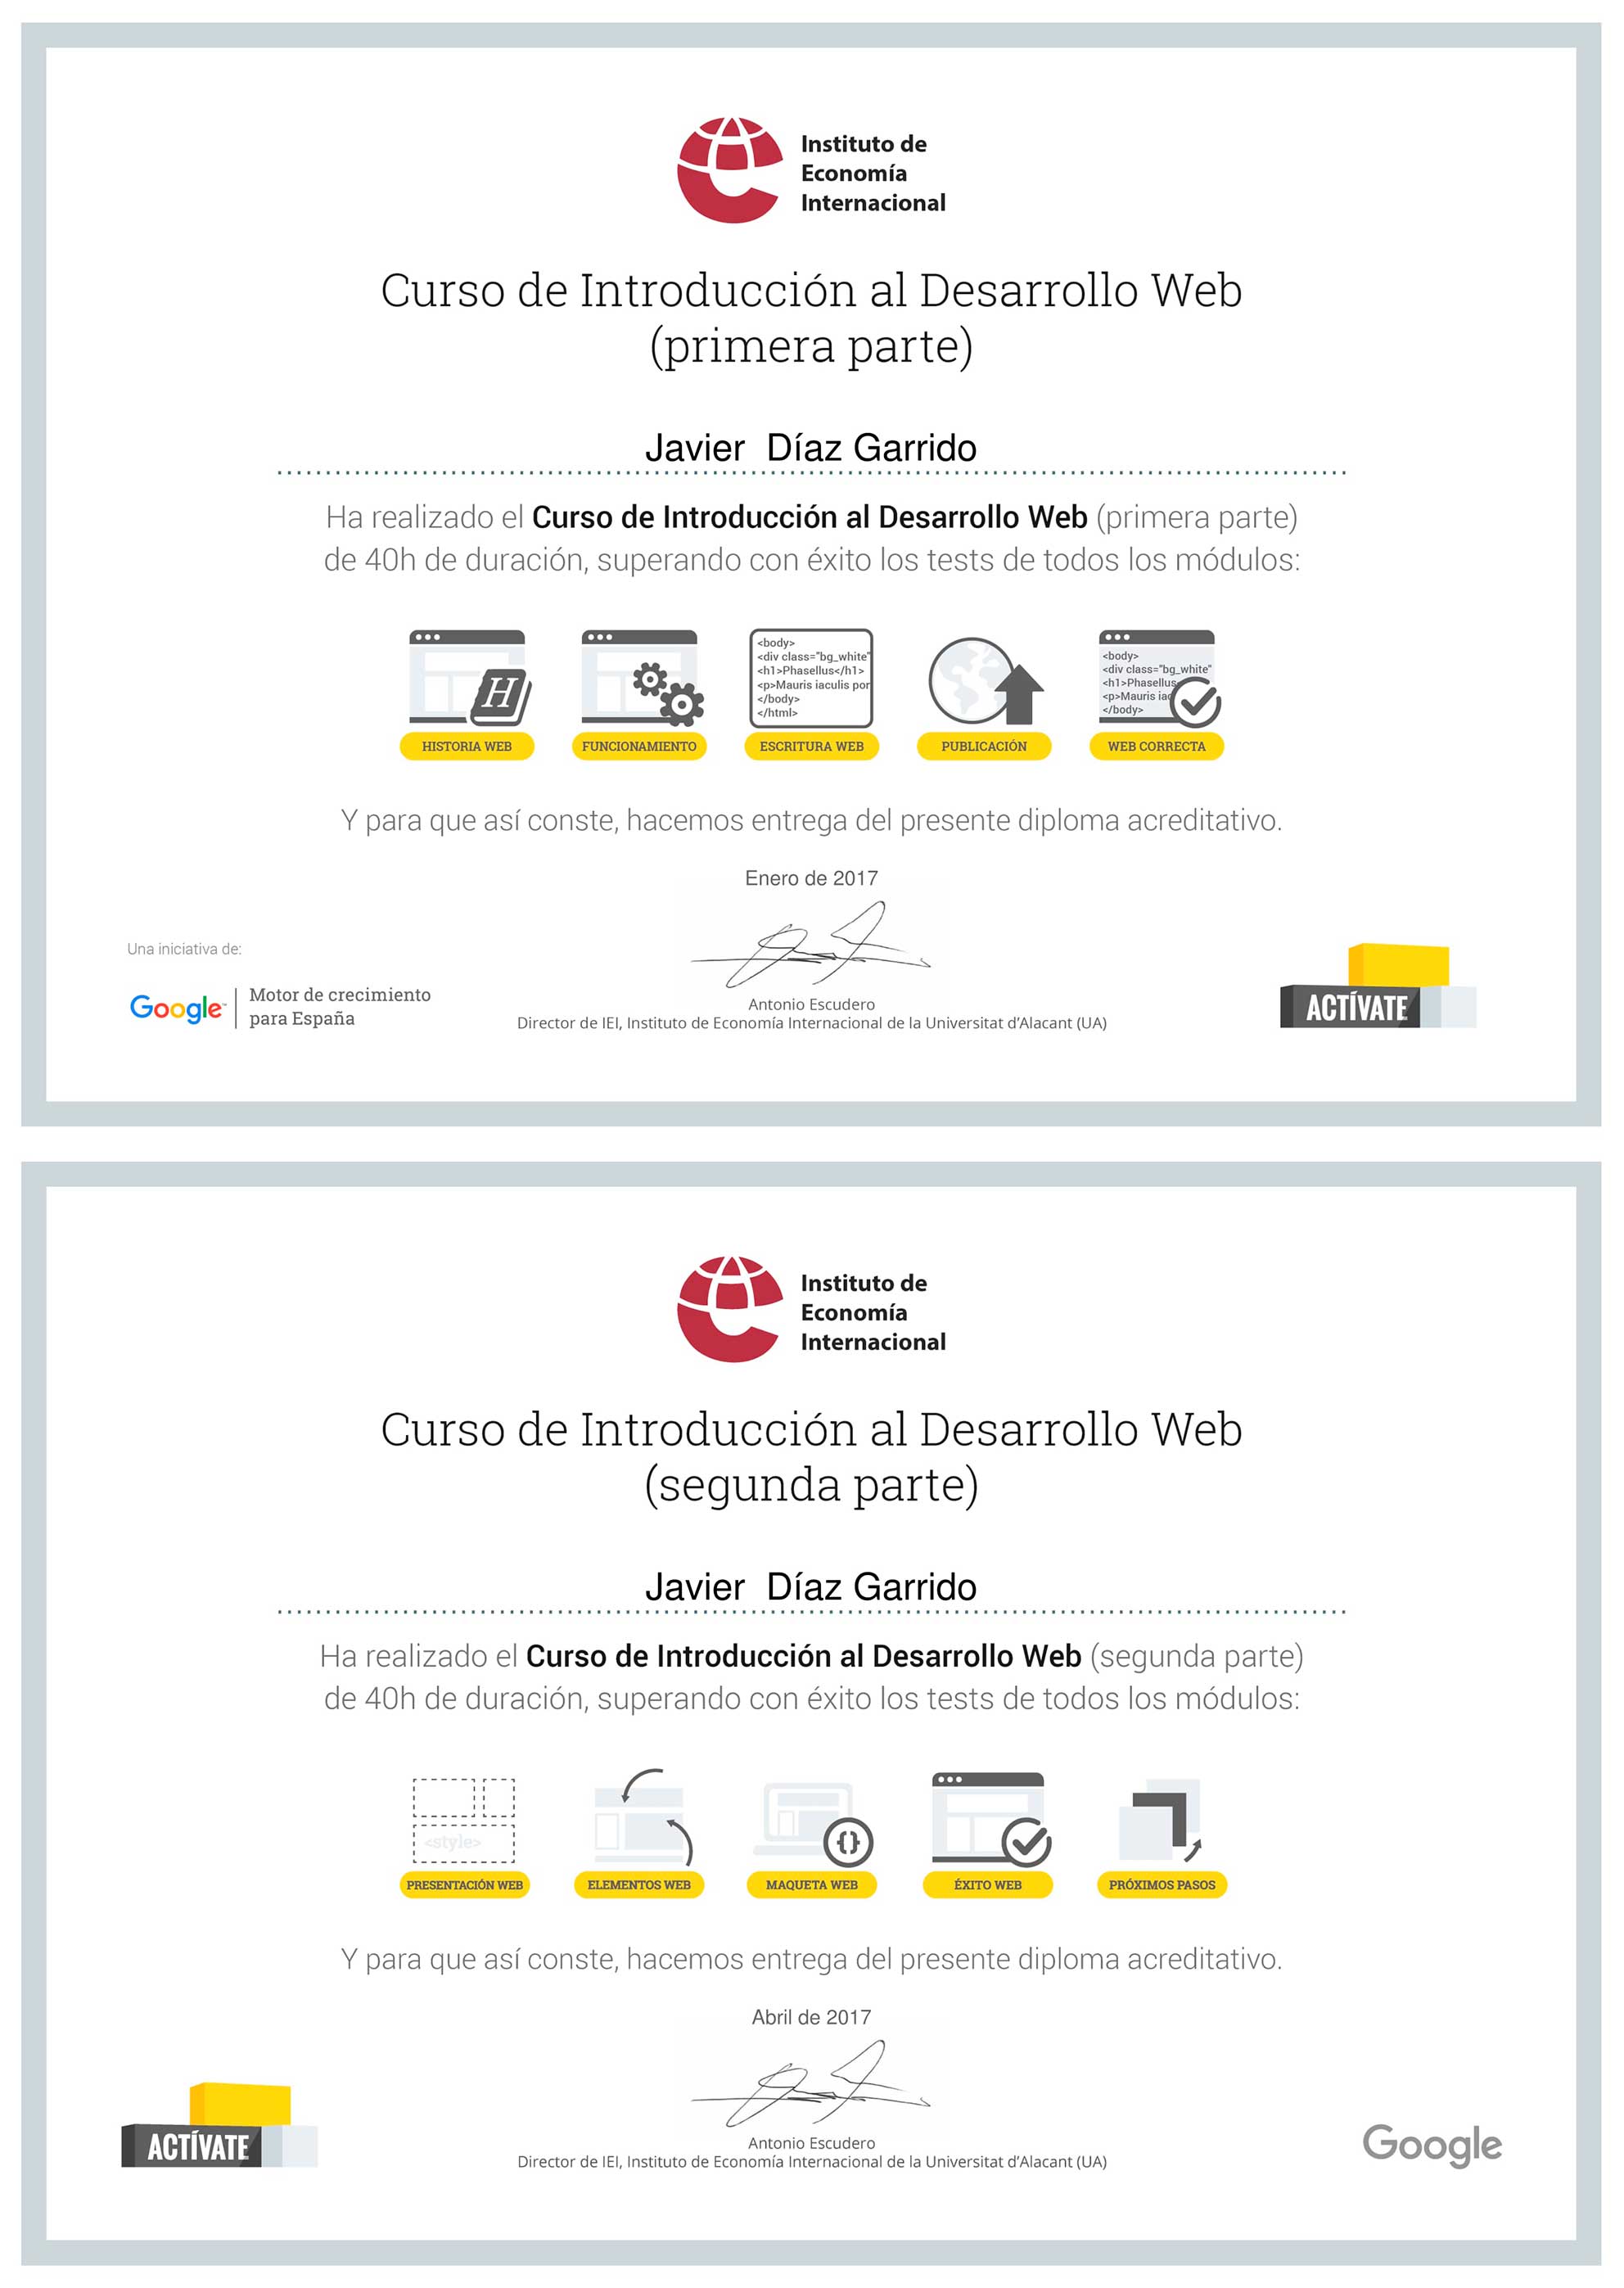 Instituto de
Economía
Internacional
Curso de Introducción al Desarrollo Web
(primera parte)
Javier Díaz Garrido
Ha realizado el Curso de Introducción al Desarrollo Web (primera parte)
de 40h de duración, superando con éxito los tests de todos los módulos:
H
<body>
<div class="bg_white"
<h1>Phasellus</h1>
<p>Mauris iaculis por
</body>
</html>
<body>
<div class="bg_white"
<h1>Phasellus
<p>Mauris iac
</body>
HISTORIA WEB FUNCIONAMIENTO ESCRITURA WEB PUBLICACIÓN WEB CORRECTA
Y para que así conste, hacemos entrega del presente diploma acreditativo.
Enero de 2017
Una iniciativa de:
Google™ Motor de crecimiento
para España
Antonio Escudero
Director de IEI, Instituto de Economía Internacional de la Universitat d'Alacant (UA)
ACTÍVATE
Instituto de
Economía
Internacional
Curso de Introducción al Desarrollo Web
(segunda parte)
Javier Díaz Garrido
Ha realizado el Curso de Introducción al Desarrollo Web (segunda parte)
de 40h de duración, superando con éxito los tests de todos los módulos:
<style>
{}
PRESENTACIÓN WEB ELEMENTOS WEB MAQUETA WEB ÉXITO WEB PRÓXIMOS PASOS
Y para que así conste, hacemos entrega del presente diploma acreditativo.
Abril de 2017
ACTÍVATE
Antonio Escudero
Director de IEI, Instituto de Economía Internacional de la Universitat d'Alacant (UA)
Google